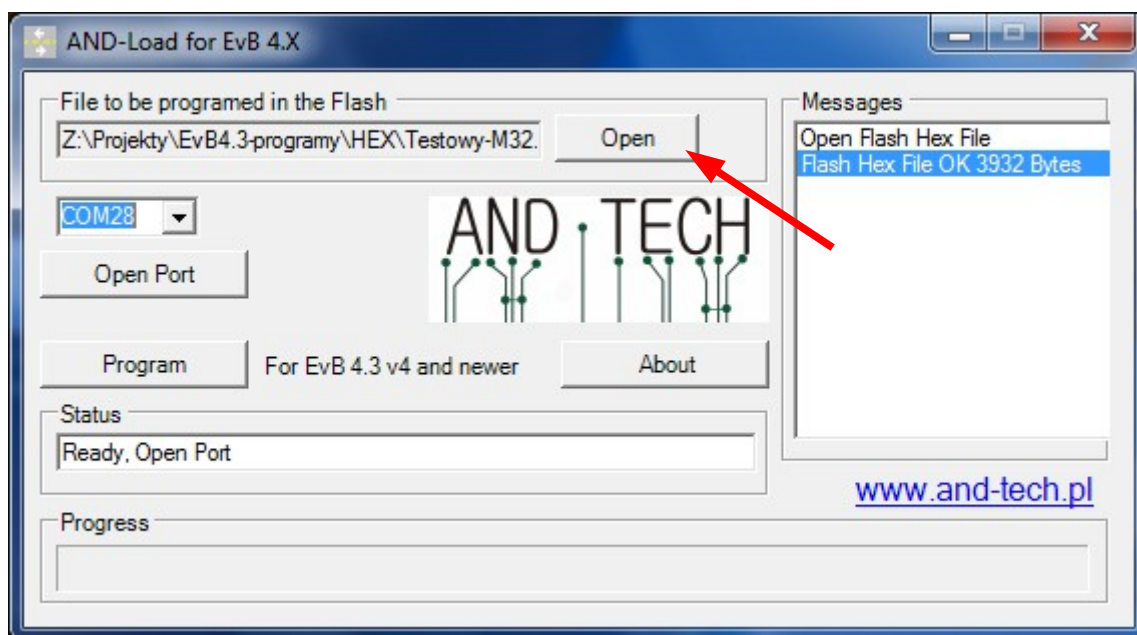 AND-Load for EvB 4.X
File to be programed in the Flash
Z:\Projekty\EvB4.3-programy\HEX\Testowy-M32.
Open
Messages
Open Flash Hex File
Flash Hex File OK 3932 Bytes
COM28
AND TECH
Open Port
Program
For EvB 4.3 v4 and newer
About
Status
Ready, Open Port
www.and-tech.pl
Progress